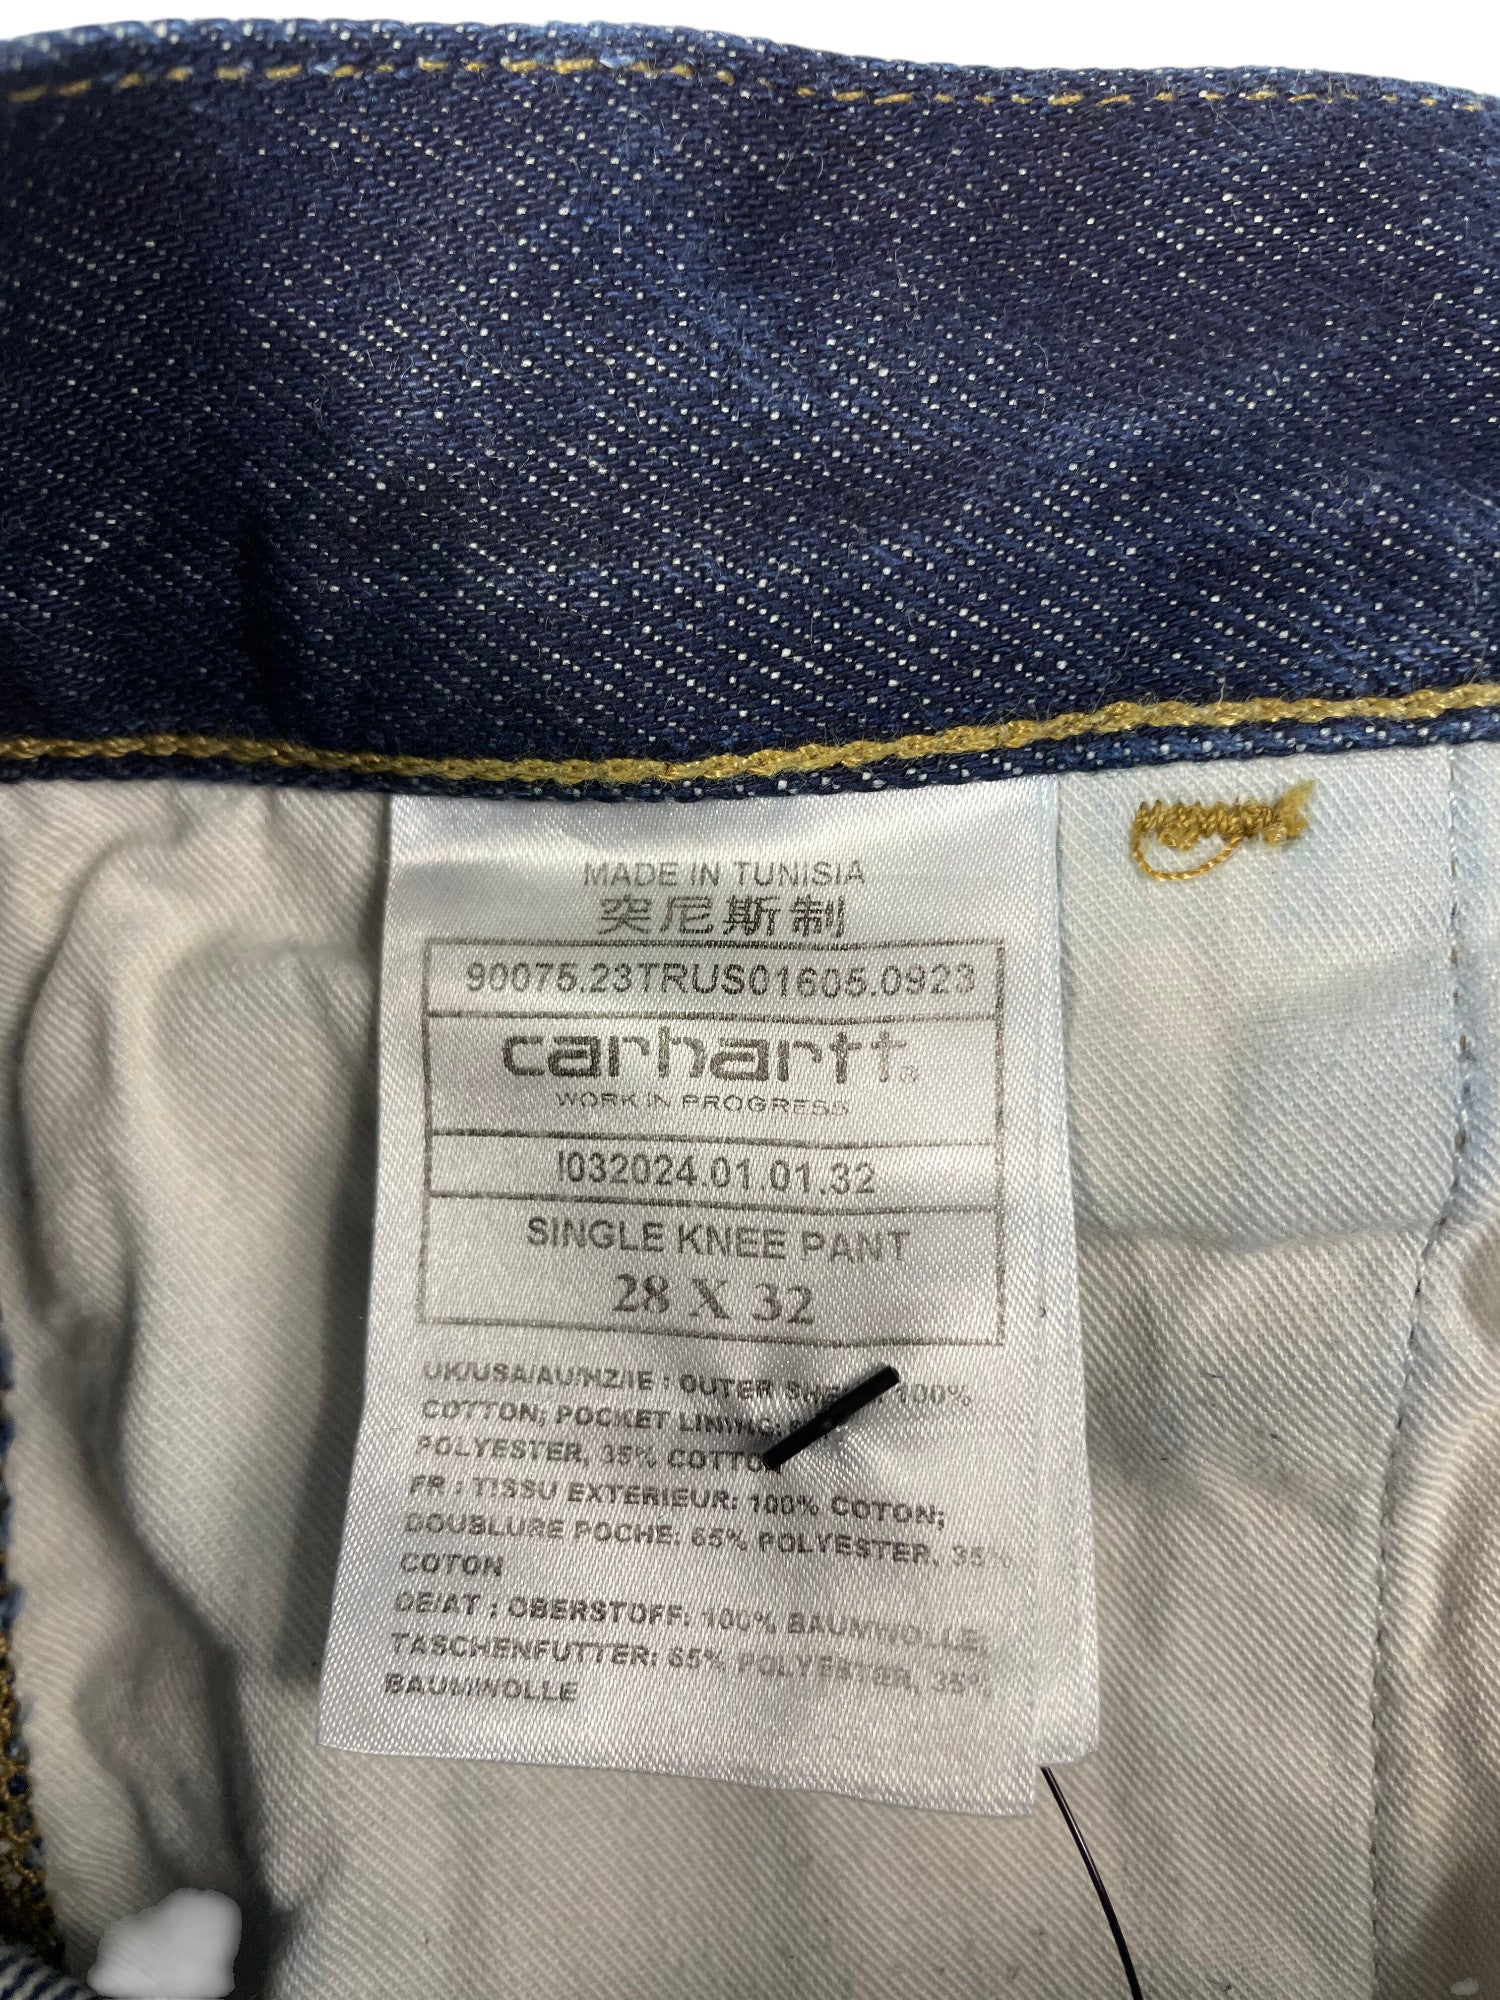 MADE IN TUNISIA
突尼斯制
90075.23TRUS01605.0923
carhartt®
WORK IN PROGRESS
I032024.01.01.32
SINGLE KNEE PANT
28 X 32
UK/USA/AU/NZ/IE : OUTER 100%
COTTON; POCKET LINING:
POLYESTER, 35% COTTON
FR : TISSU EXTERIEUR: 100% COTON;
DOUBLURE POCHE: 65% POLYESTER, 35%
COTON
DE/AT : OBERSTOFF: 100% BAUMWOLLE,
TASCHENFUTTER: 65% POLYESTER, 35%
BAUMWOLLE